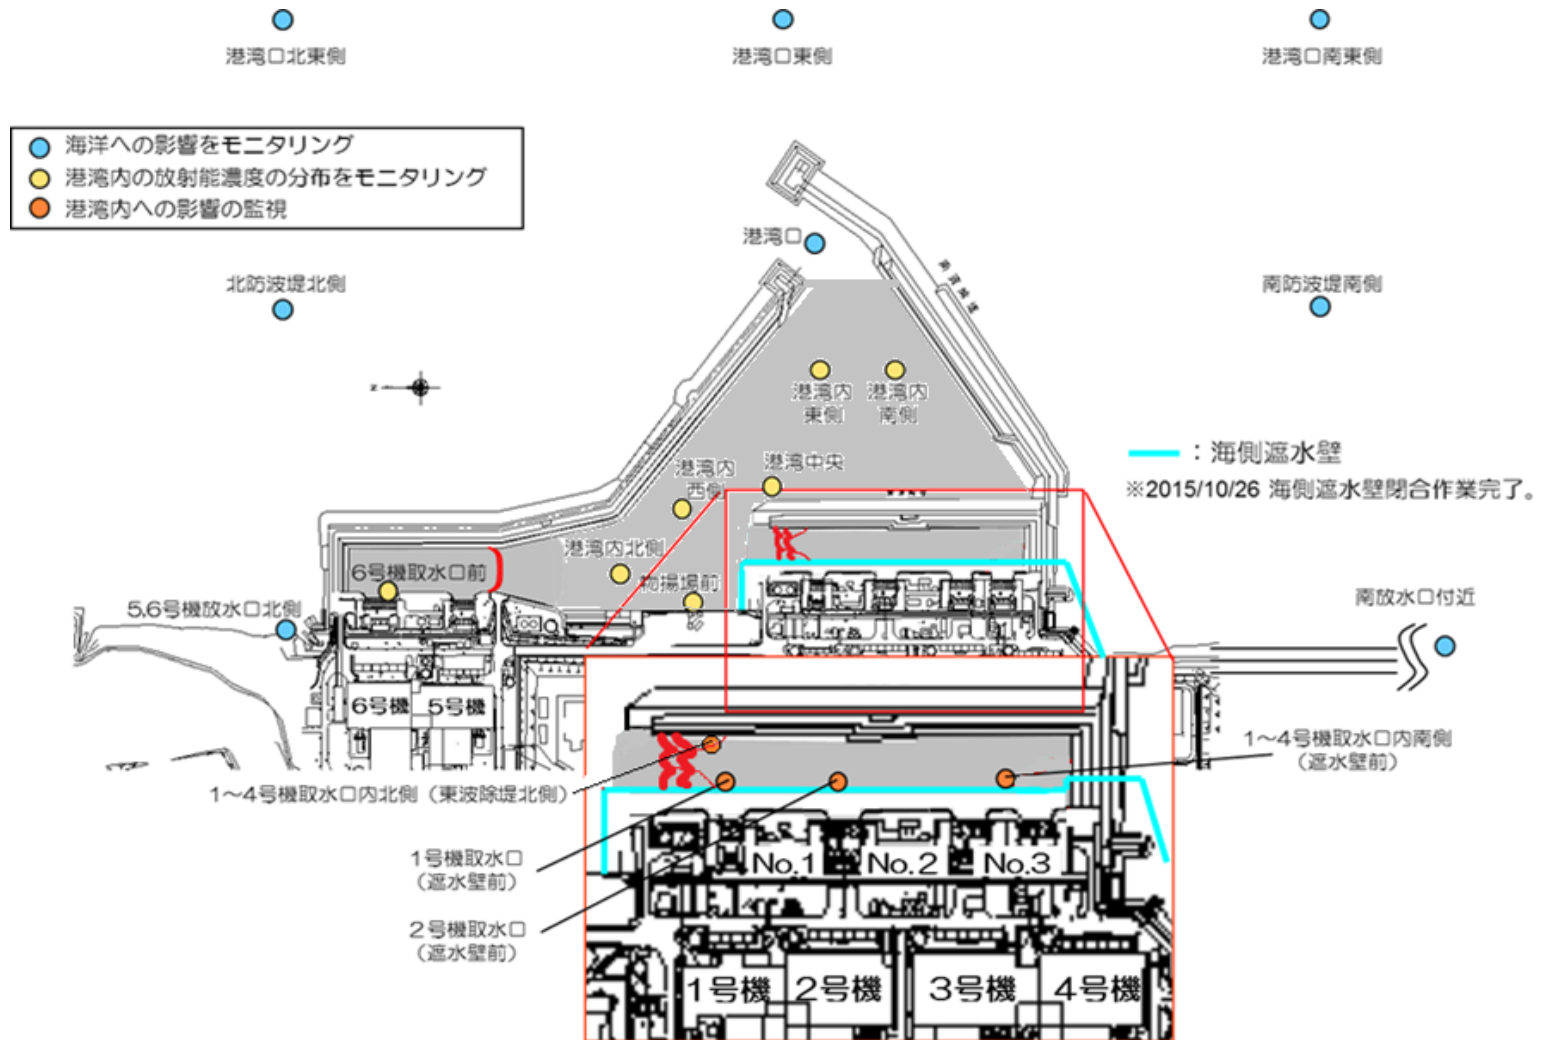 港湾口北東側
港湾口東側
港湾口南東側
海洋への影響をモニタリング
港湾内の放射能濃度の分布をモニタリング
港湾内への影響の監視
港湾口
北防波堤北側
南防波堤南側
N
港湾内
東側
港湾内
南側
：海側遮水壁
※2015/10/26 海側遮水壁閉合作業完了。
港湾中央
港湾内
西側
港湾内北側
6号機取水口前
物揚場前
5,6号機放水口北側
南放水口付近
6号機
5号機
1～4号機取水口内南側
（遮水壁前）
1～4号機取水口内北側（東波除堤北側）
1号機取水口
（遮水壁前）
No.1
No.2
No.3
2号機取水口
（遮水壁前）
1号機
2号機
3号機
4号機